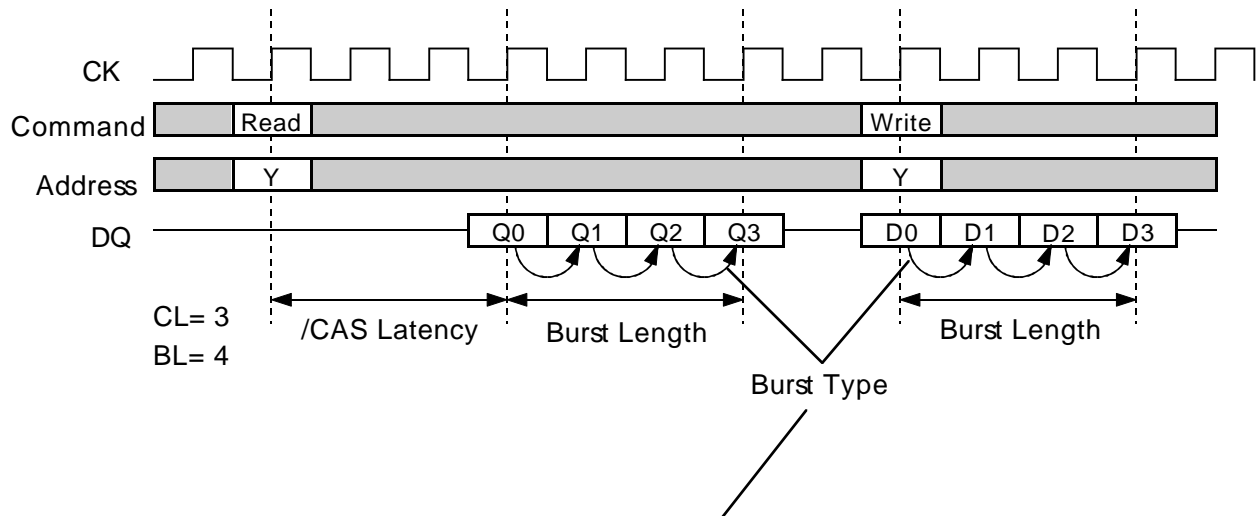 CK
Command Read Write
Address Y Y
DQ Q0 Q1 Q2 Q3 D0 D1 D2 D3
CL= 3 /CAS Latency Burst Length Burst Length
BL= 4
Burst Type